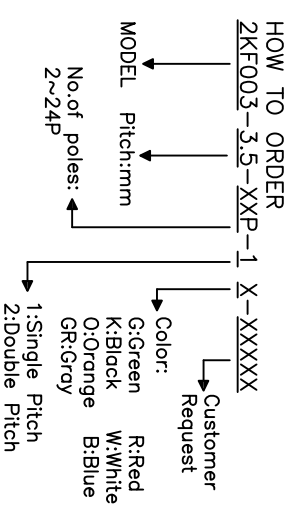 HOW TO ORDER
2KF003-3.5-XXP-1 X-XXXXX
MODEL
Pitch:mm
No.of poles:
2~24P
1:Single Pitch
2:Double Pitch
Color:
G:Green R:Red
K:Black W:White
O:Orange B:Blue
GR:Gray
Customer
Request